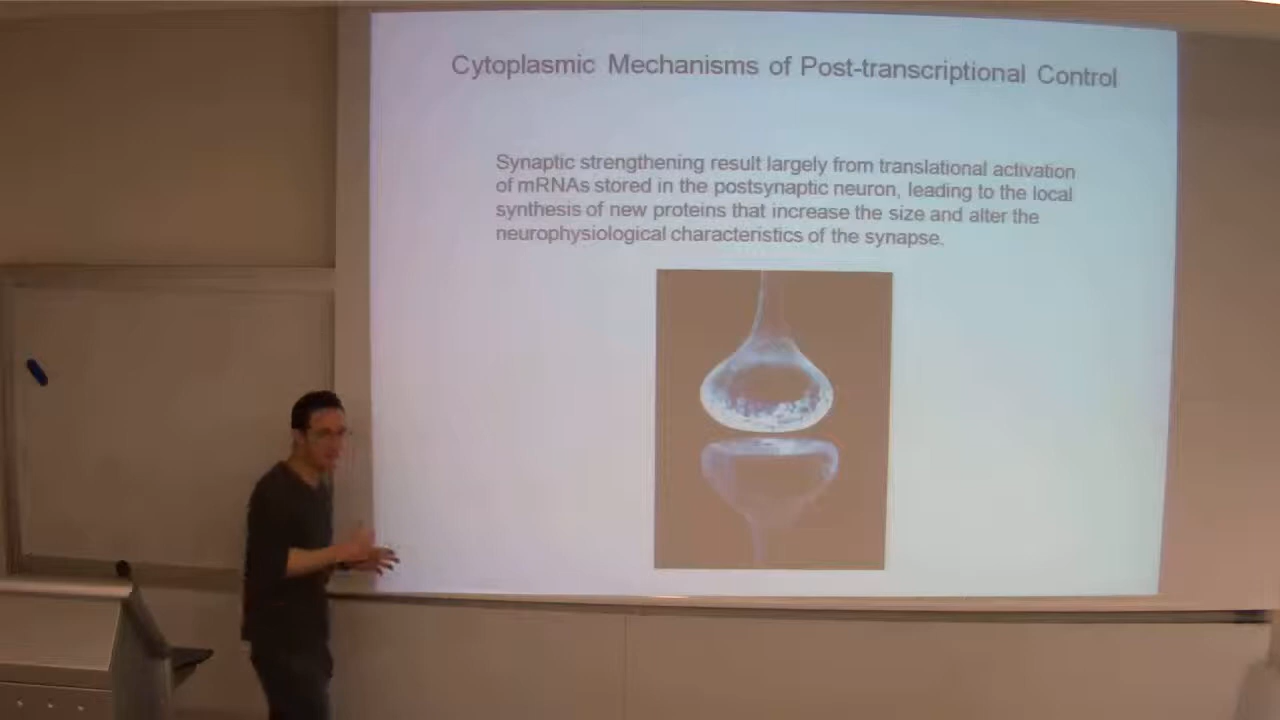 Cytoplasmic Mechanisms of Post-transcriptional Control
Synaptic strengthening result largely from translational activation
of mRNAs stored in the postsynaptic neuron, leading to the local
synthesis of new proteins that increase the size and alter the
neurophysiological characteristics of the synapse.